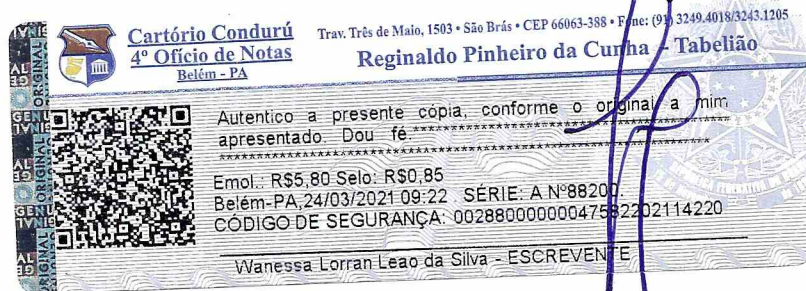 Cartório Condurú
4º Ofício de Notas
Belém - PA
Trav. Três de Maio, 1503 • São Brás • CEP 66063-388 • Fone: (91) 3249.4018/3243.1205
Reginaldo Pinheiro da Cunha - Tabelião
Autentico a presente cópia, conforme o original a mim
apresentado. Dou fé.
Emol.: R$5,80 Selo: R$0,85
Belém-PA,24/03/2021 09:22 SÉRIE: A Nº88200.
CÓDIGO DE SEGURANÇA:
Wanessa Lorran Leao da Silva - ESCREVENTE
ORIGINAL